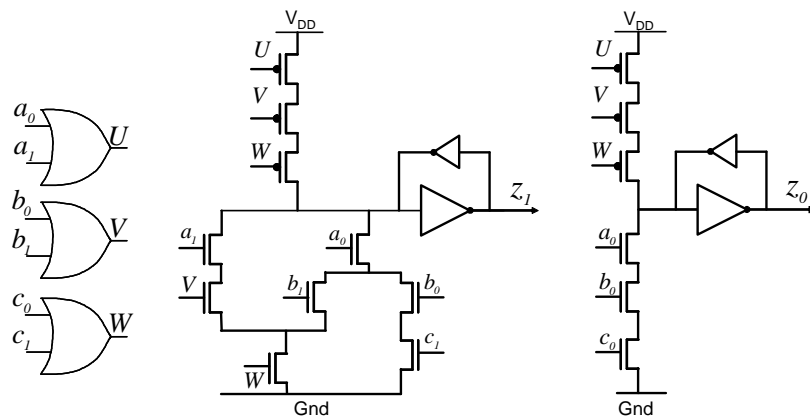 V_DD
U
V
W
a_0
a_1
U
b_0
b_1
V
c_0
c_1
W
z_1
a_1
a_0
V
b_1
b_0
c_1
W
Gnd
V_DD
U
V
W
z_0
a_0
b_0
c_0
Gnd